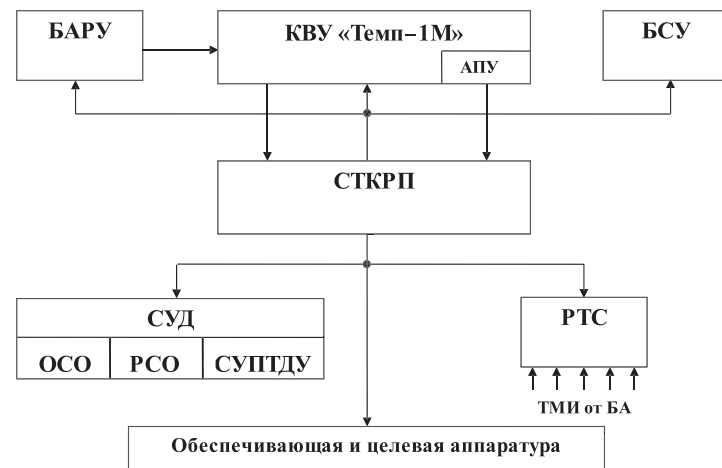 БАРУ
КВУ «Темп–1М»
АПУ
БСУ
СТКРП
СУД
ОСО
РСО
СУПТДУ
РТС
ТМИ от БА
Обеспечивающая и целевая аппаратура